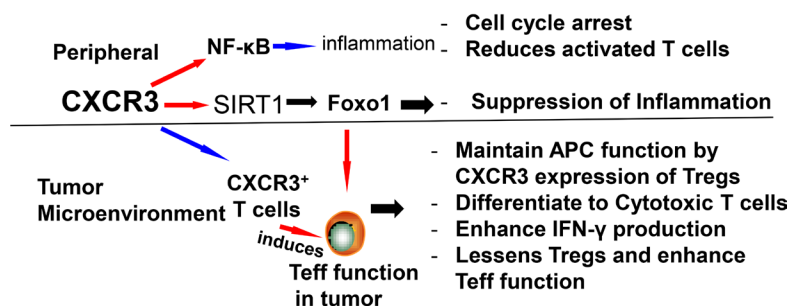 Peripheral
NF-κB
inflammation
- Cell cycle arrest
- Reduces activated T cells
CXCR3
SIRT1
Foxo1
- Suppression of Inflammation
Tumor
Microenvironment
CXCR3+
T cells
induces
Teff function
in tumor
- Maintain APC function by
CXCR3 expression of Tregs
- Differentiate to Cytotoxic T cells
- Enhance IFN-γ production
- Lessens Tregs and enhance
Teff function